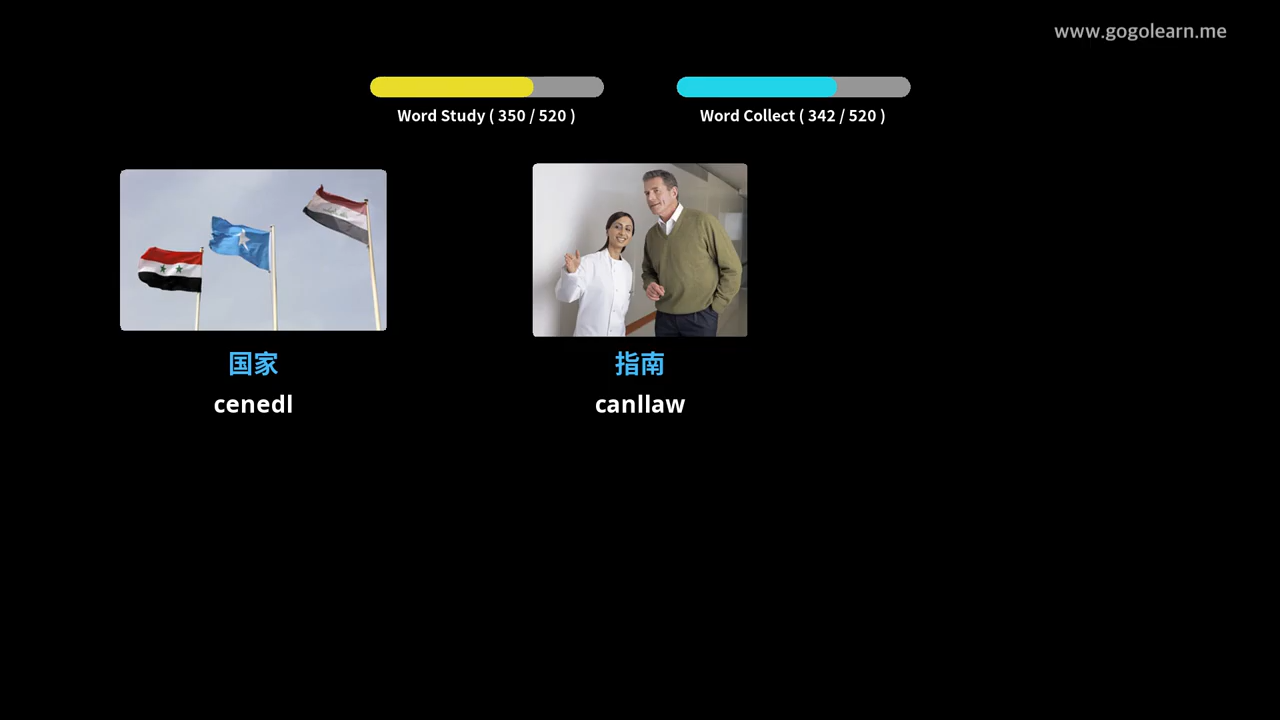 www.gogolearn.me
Word Study ( 350 / 520 )
Word Collect ( 342 / 520 )
国家
cenedl
指南
canllaw